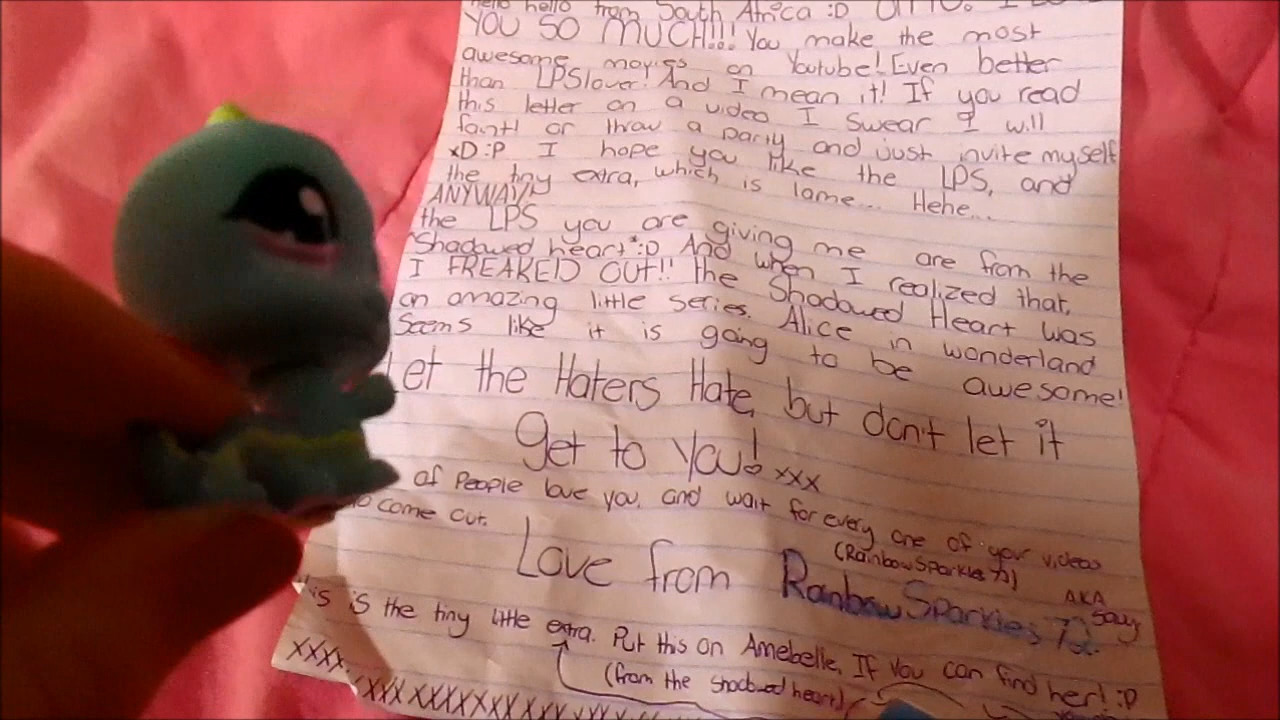 Hello hello from South Africa :D OMG! I
YOU SO MUCH!!! You make the most
awesome movies on Youtube! Even better
than LPSlover! And I mean it! If you read
this letter on a video I swear I will
faint! or throw a party and just invite myself
xD :P I hope you like the LPS, and
the tiny extra, which is lame... Hehe...
ANYWAY!
the LPS you are giving me are from the
"Shadowed heart" :D And when I realized that,
I FREAKED OUT!! the Shadowed Heart was
an amazing little series. Alice in wonderland
Seems like it is going to be awesome!
Let the Haters Hate, but don't let it
get to you! xxx
of People love you, and wait for every one of your videos
to come out.
Love from RainbowSparkles 72
(RainbowSparkles 72)
AKA
This is the tiny little extra. Put this on Amebelle, If you can find her! :P
(from the shadowed heart)
xxxx